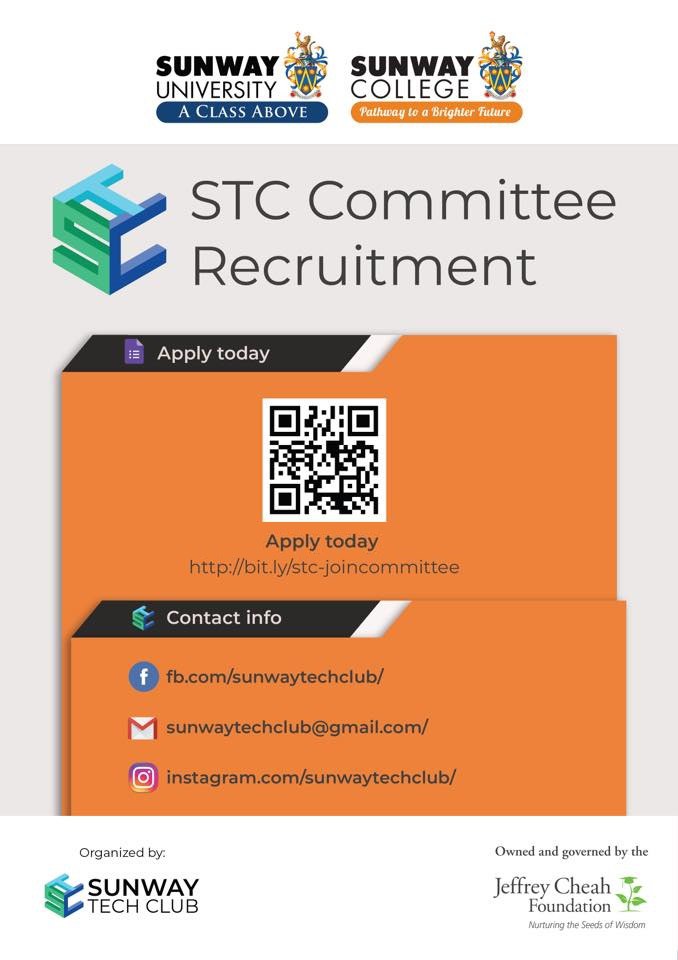 SUNWAY
UNIVERSITY
A CLASS ABOVE
SUNWAY
COLLEGE
Pathway to a Brighter Future
STC Committee
Recruitment
Apply today
Apply today
http://bit.ly/stc-joincommittee
Contact info
fb.com/sunwaytechclub/
sunwaytechclub@gmail.com/
instagram.com/sunwaytechclub/
Organized by:
SUNWAY
TECH CLUB
Owned and governed by the
Jeffrey Cheah
Foundation
Nurturing the Seeds of Wisdom